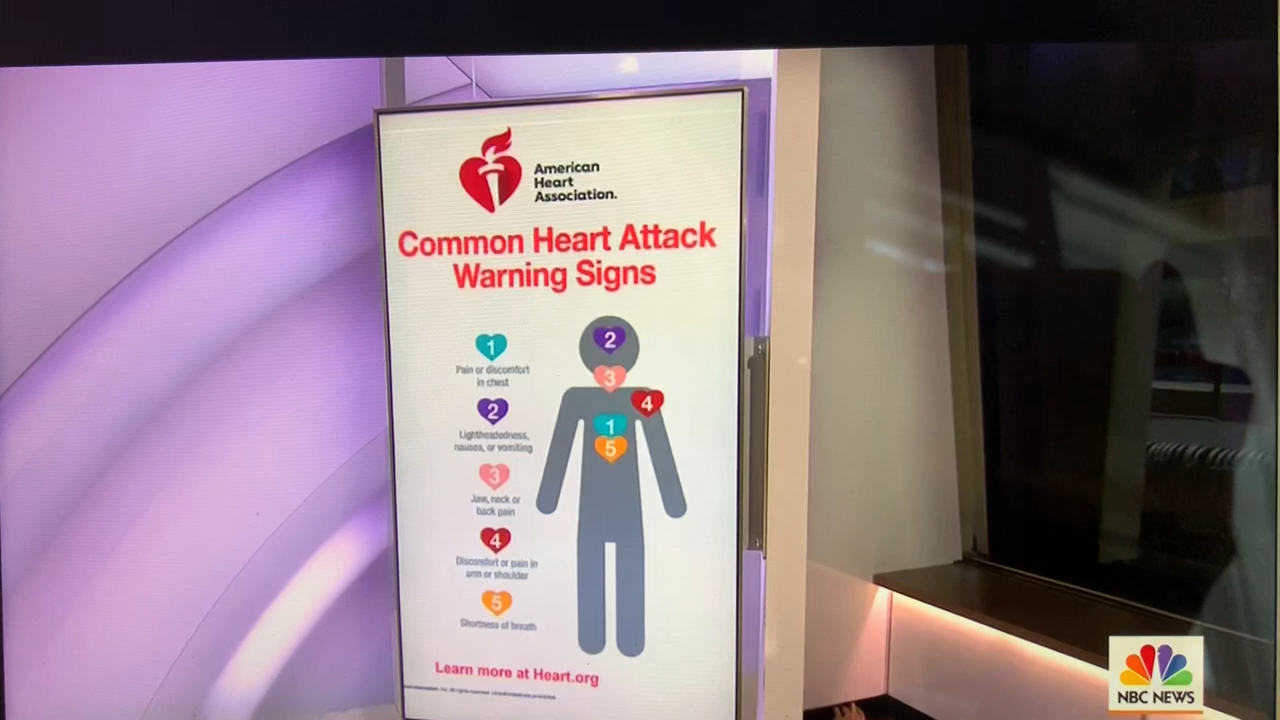 American
Heart
Association.
Common Heart Attack
Warning Signs
1
Pain or discomfort
in chest
2
Lightheadedness,
nausea, or vomiting
3
Jaw, neck or
back pain
4
Discomfort or pain in
arm or shoulder
5
Shortness of breath
2
3
4
1
5
Learn more at Heart.org
NBC NEWS